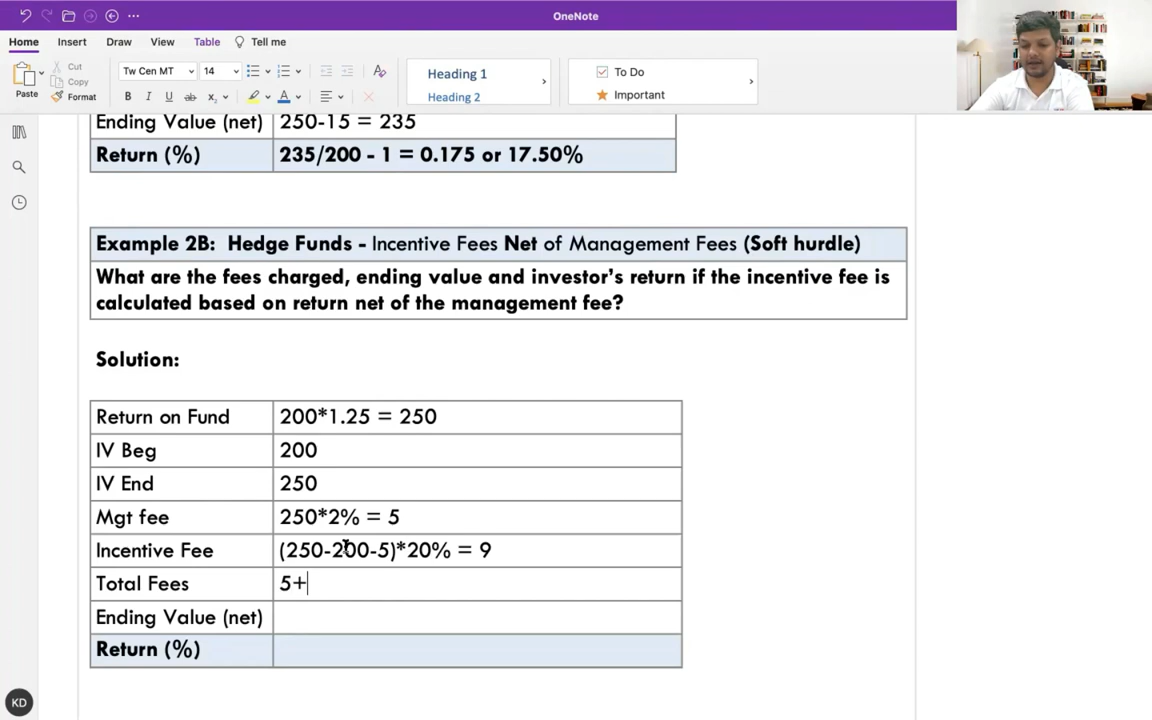 OneNote
Home Insert Draw View Table Tell me
Paste
Cut
Copy
Format
Tw Cen MT 14
B I U ab X2 A
Heading 1
Heading 2
To Do
Important
Ending Value (net) 250-15 = 235
Return (%) 235/200 - 1 = 0.175 or 17.50%
Example 2B: Hedge Funds - Incentive Fees Net of Management Fees (Soft hurdle)
What are the fees charged, ending value and investor's return if the incentive fee is
calculated based on return net of the management fee?
Solution:
Return on Fund 200*1.25 = 250
IV Beg 200
IV End 250
Mgt fee 250*2% = 5
Incentive Fee (250-200-5)*20% = 9
Total Fees 5+
Ending Value (net)
Return (%)
KD